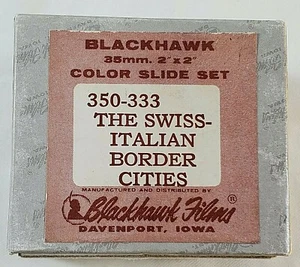 BLACKHAWK
35mm. 2"x2"
COLOR SLIDE SET
350-333
THE SWISS-
ITALIAN
BORDER
CITIES
MANUFACTURED AND DISTRIBUTED BY
Blackhawk Films®
DAVENPORT, IOWA